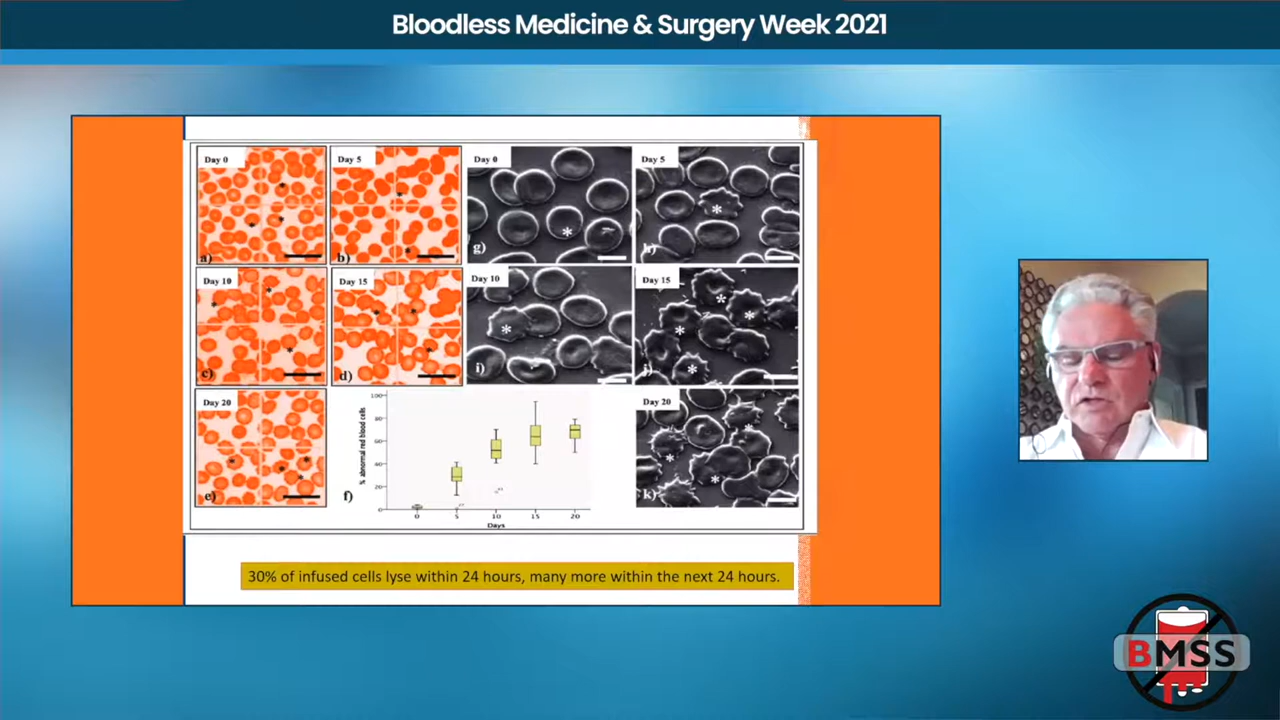 Bloodless Medicine & Surgery Week 2021
Day 0
Day 5
Day 0
Day 5
a)
b)
g)
h)
Day 10
Day 15
Day 10
Day 15
c)
d)
i)
j)
Day 20
Day 20
e)
f)
k)
% abnormal red blood cells
100
80
60
40
20
0
0
5
10
15
20
Days
30% of infused cells lyse within 24 hours, many more within the next 24 hours.
BMSS